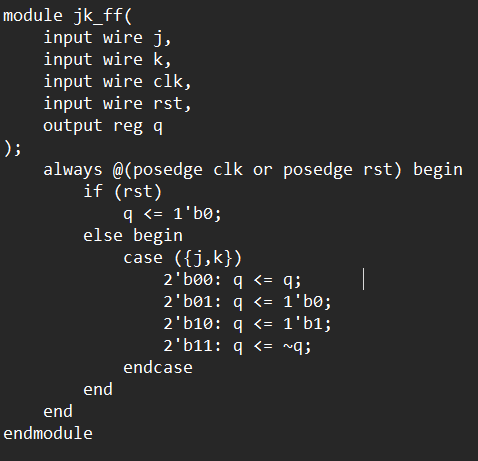 module jk_ff(
    input wire j,
    input wire k,
    input wire clk,
    input wire rst,
    output reg q
);
    always @(posedge clk or posedge rst) begin
        if (rst)
            q <= 1'b0;
        else begin
            case ({j,k})
                2'b00: q <= q;
                2'b01: q <= 1'b0;
                2'b10: q <= 1'b1;
                2'b11: q <= ~q;
            endcase
        end
    end
endmodule